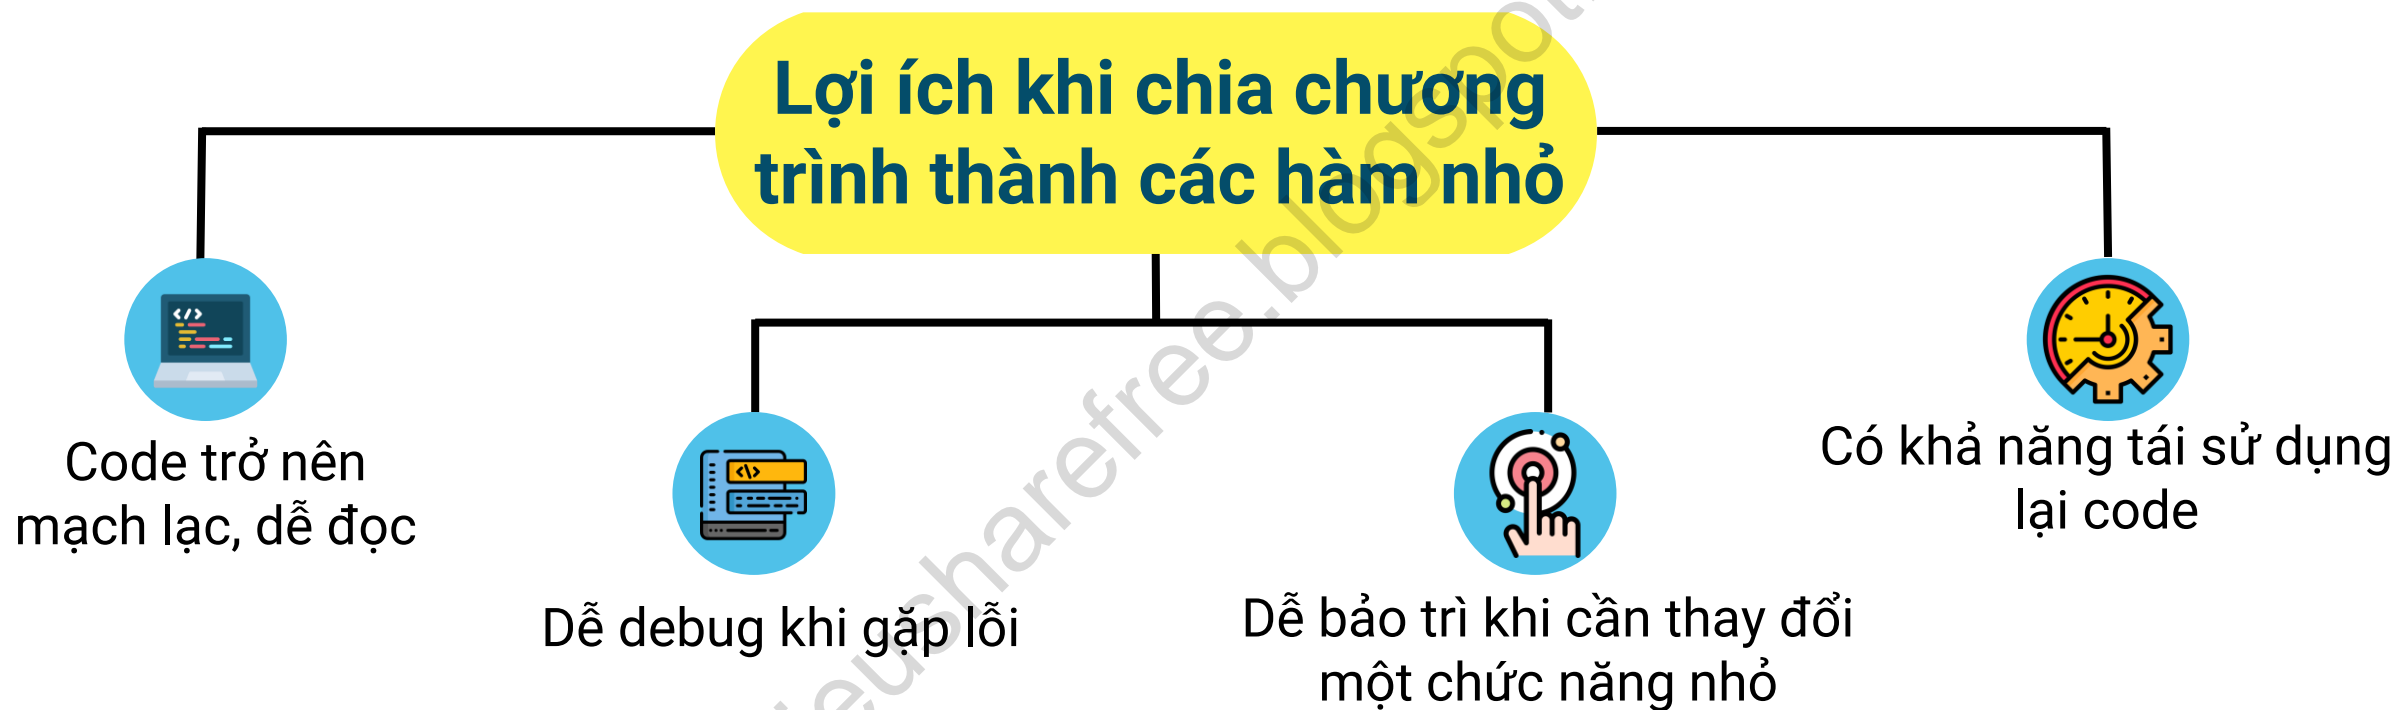 Lợi ích khi chia chương
trình thành các hàm nhỏ
Code trở nên
mạch lạc, dễ đọc
Dễ debug khi gặp lỗi
Dễ bảo trì khi cần thay đổi
một chức năng nhỏ
Có khả năng tái sử dụng
lại code